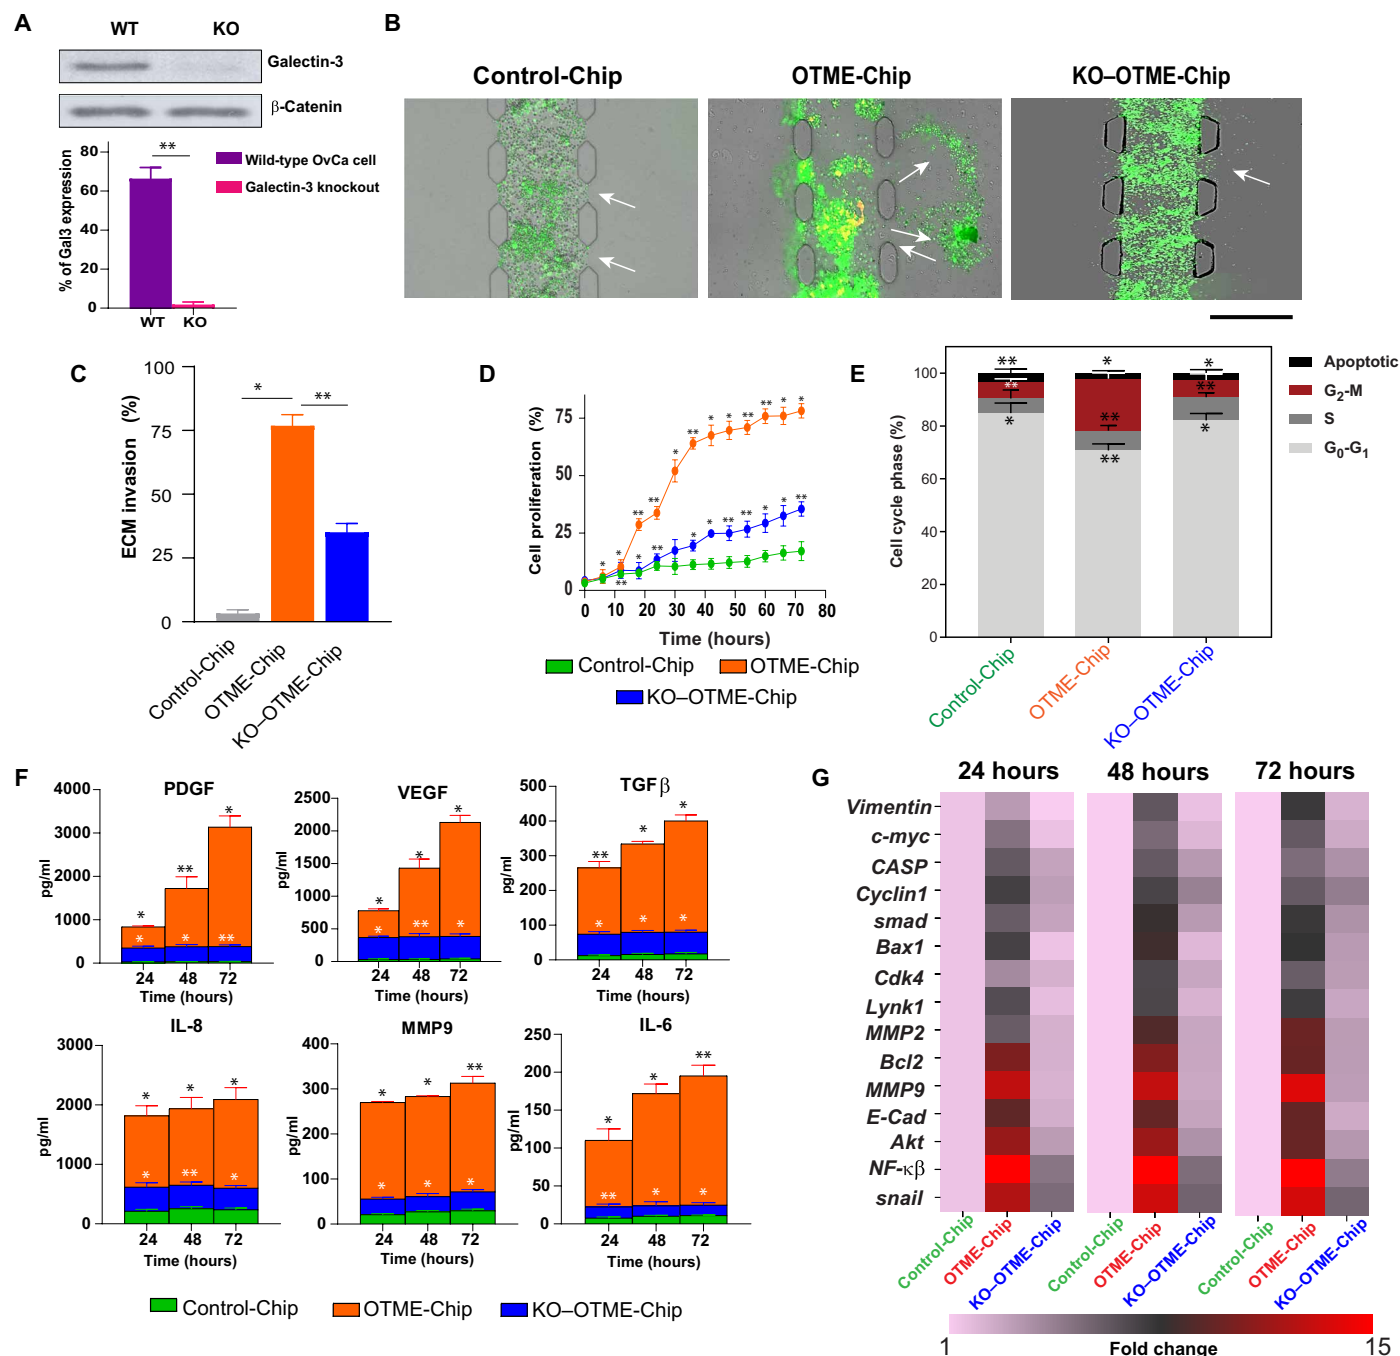 A
WT KO
Galectin-3
β-Catenin
% of Gal3 expression
80
60
40
20
0
**
WT KO
Wild-type OvCa cell
Galectin-3 knockout
B
Control-Chip OTME-Chip KO–OTME-Chip
C
ECM invasion (%)
100
75
50
25
0
* **
Control-Chip
OTME-Chip
KO–OTME-Chip
D
Cell proliferation (%)
75
50
25
0
0 10 20 30 40 50 60 70 80
Time (hours)
Control-Chip OTME-Chip
KO–OTME-Chip
E
Cell cycle phase (%)
100
80
60
40
20
0
Control-Chip
OTME-Chip
KO–OTME-Chip
Apoptotic
G2-M
S
G0-G1
F
PDGF
pg/ml
4000
3000
2000
1000
0
24 48 72
Time (hours)
VEGF
pg/ml
2500
2000
1500
1000
500
0
24 48 72
Time (hours)
TGF β
pg/ml
500
400
300
200
100
0
24 48 72
Time (hours)
IL-8
pg/ml
3000
2000
1000
0
24 48 72
Time (hours)
MMP9
pg/ml
400
300
200
100
0
24 48 72
Time (hours)
IL-6
pg/ml
250
200
150
100
50
0
24 48 72
Time (hours)
Control-Chip OTME-Chip KO–OTME-Chip
G
24 hours 48 hours 72 hours
Vimentin
c-myc
CASP
Cyclin1
smad
Bax1
Cdk4
Lynk1
MMP2
Bcl2
MMP9
E-Cad
Akt
NF-κβ
snail
Control-Chip OTME-Chip KO–OTME-Chip
Control-Chip OTME-Chip KO–OTME-Chip
Control-Chip OTME-Chip KO–OTME-Chip
1 Fold change 15